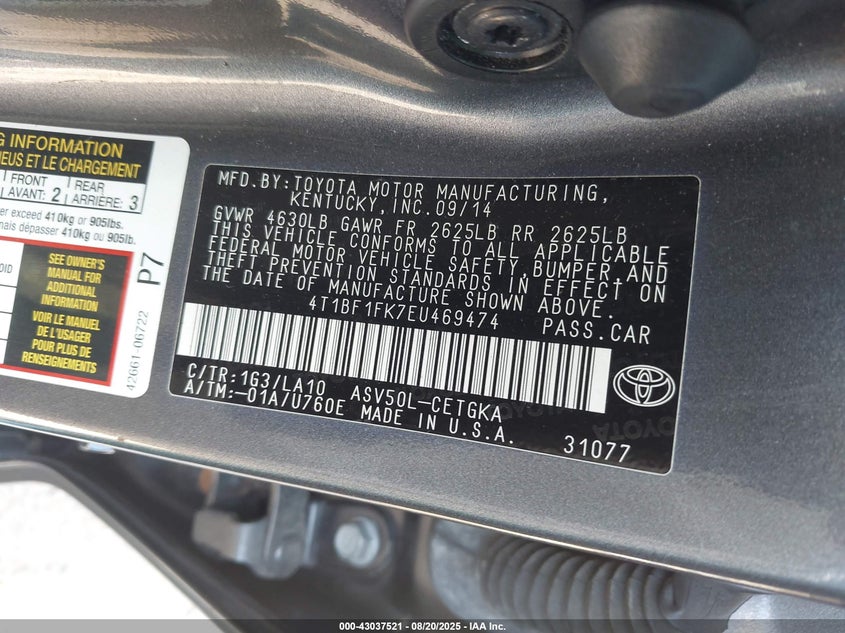 G INFORMATION
NEUS ET LE CHARGEMENT
FRONT
AVANT: 2
REAR
ARRIÈRE: 3
er exceed 410kg or 905lbs.
mais dépasser 410kg ou 905lb.
SEE OWNER'S
MANUAL FOR
ADDITIONAL
INFORMATION
VOIR LE MANUEL
DE L'USAGER
POUR PLUS DE
RENSEIGNEMENTS
P7
42661-06722
MFD.BY:TOYOTA MOTOR MANUFACTURING,
KENTUCKY, INC.09/14
GVWR 4630LB GAWR FR 2625LB RR 2625LB
THIS VEHICLE CONFORMS TO ALL APPLICABLE
FEDERAL MOTOR VEHICLE SAFETY, BUMPER, AND
THEFT PREVENTION STANDARDS IN EFFECT ON
THE DATE OF MANUFACTURE SHOWN ABOVE.
4T1BF1FK7EU469474 PASS.CAR
C/TR:1G3/LA10 ASV50L-CETGKA
A/TM:-01A/U760E MADE IN U.S.A.
31077
000-43037521 - 08/20/2025 - IAA Inc.